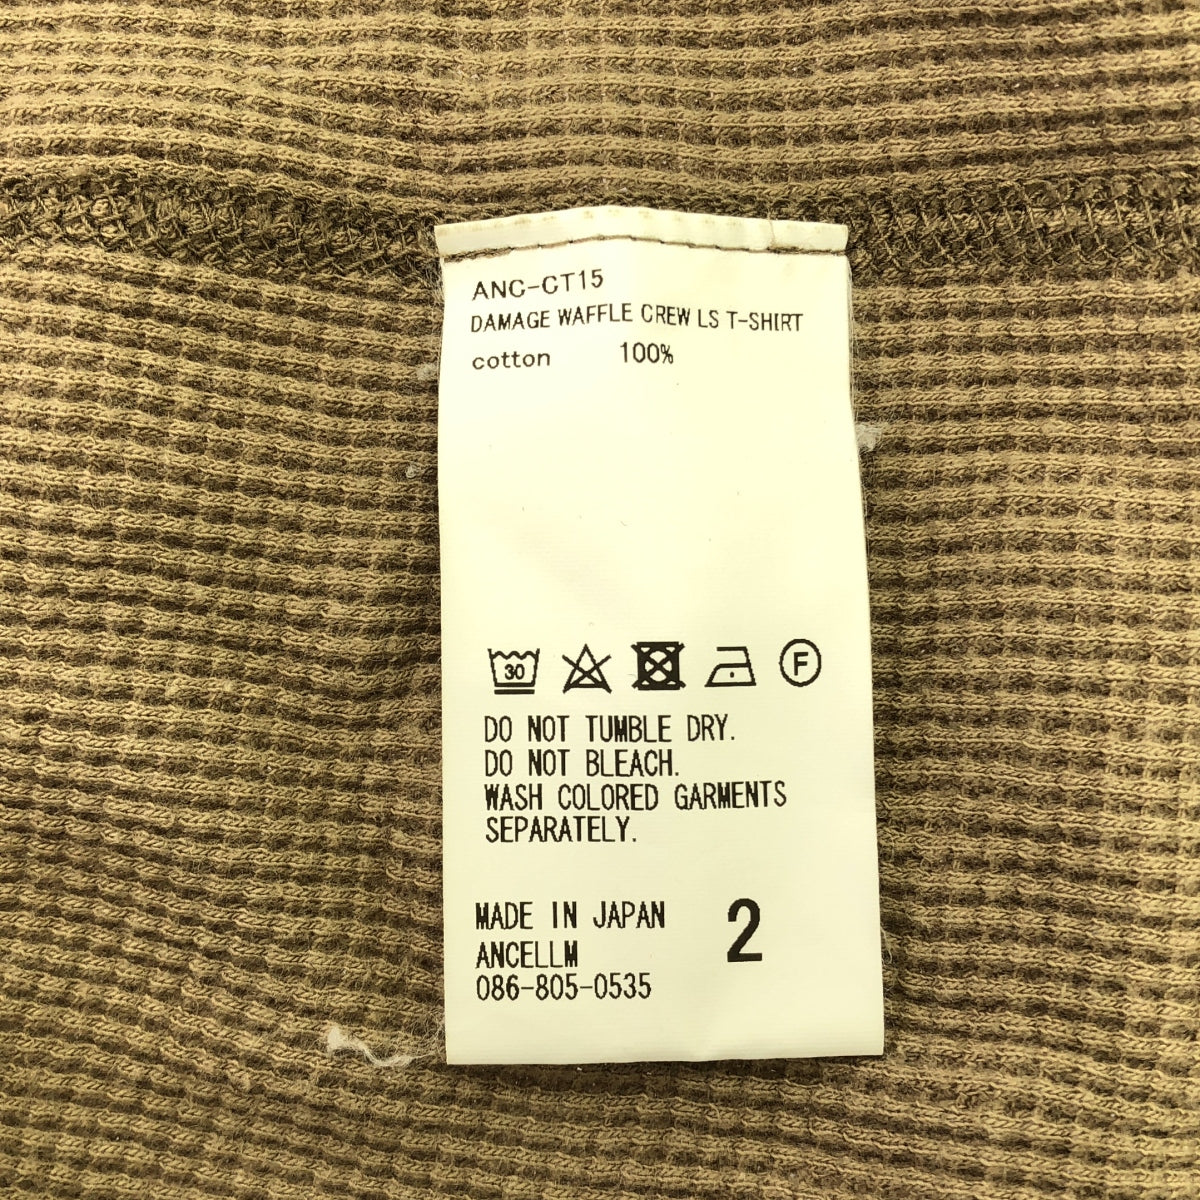 ANC-CT15
DAMAGE WAFFLE CREW LS T-SHIRT
cotton 100%
30 F
DO NOT TUMBLE DRY.
DO NOT BLEACH.
WASH COLORED GARMENTS
SEPARATELY.
MADE IN JAPAN 2
ANCELLM
086-805-0535